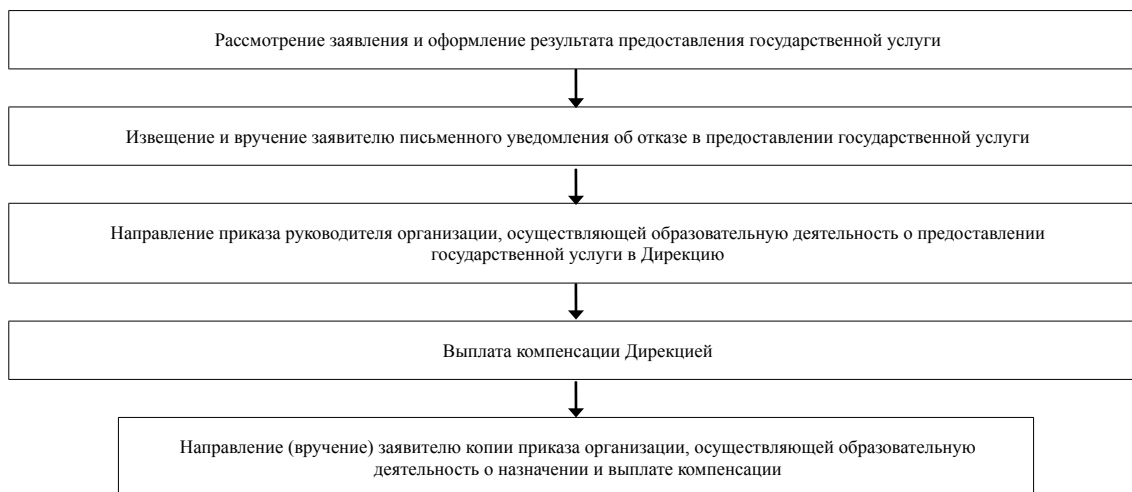 Рассмотрение заявления и оформление результата предоставления государственной услуги
Извещение и вручение заявителю письменного уведомления об отказе в предоставлении государственной услуги
Направление приказа руководителя организации, осуществляющей образовательную деятельность о предоставлении
государственной услуги в Дирекцию
Выплата компенсации Дирекцией
Направление (вручение) заявителю копии приказа организации, осуществляющей образовательную
деятельность о назначении и выплате компенсации